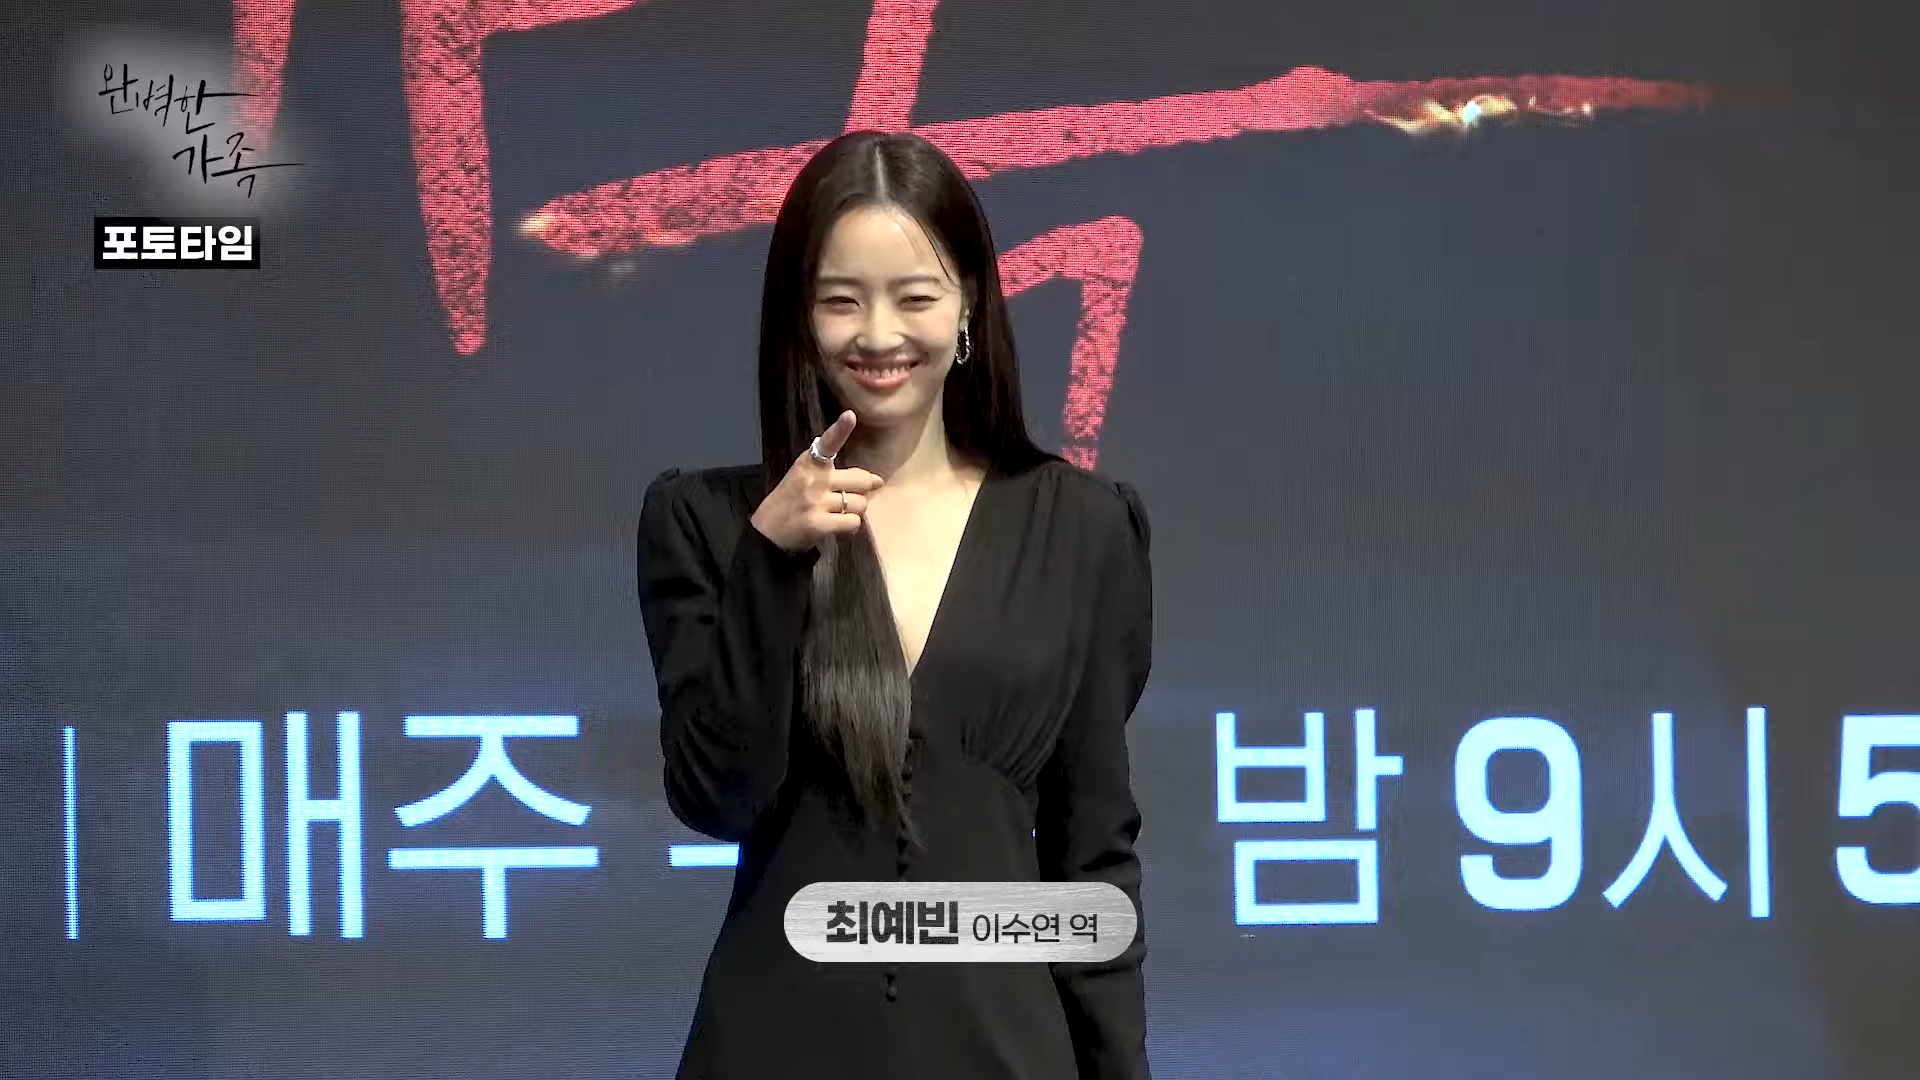 완벽한
가족
포토타임
매주
밤 9시 5
최예빈 이수연 역